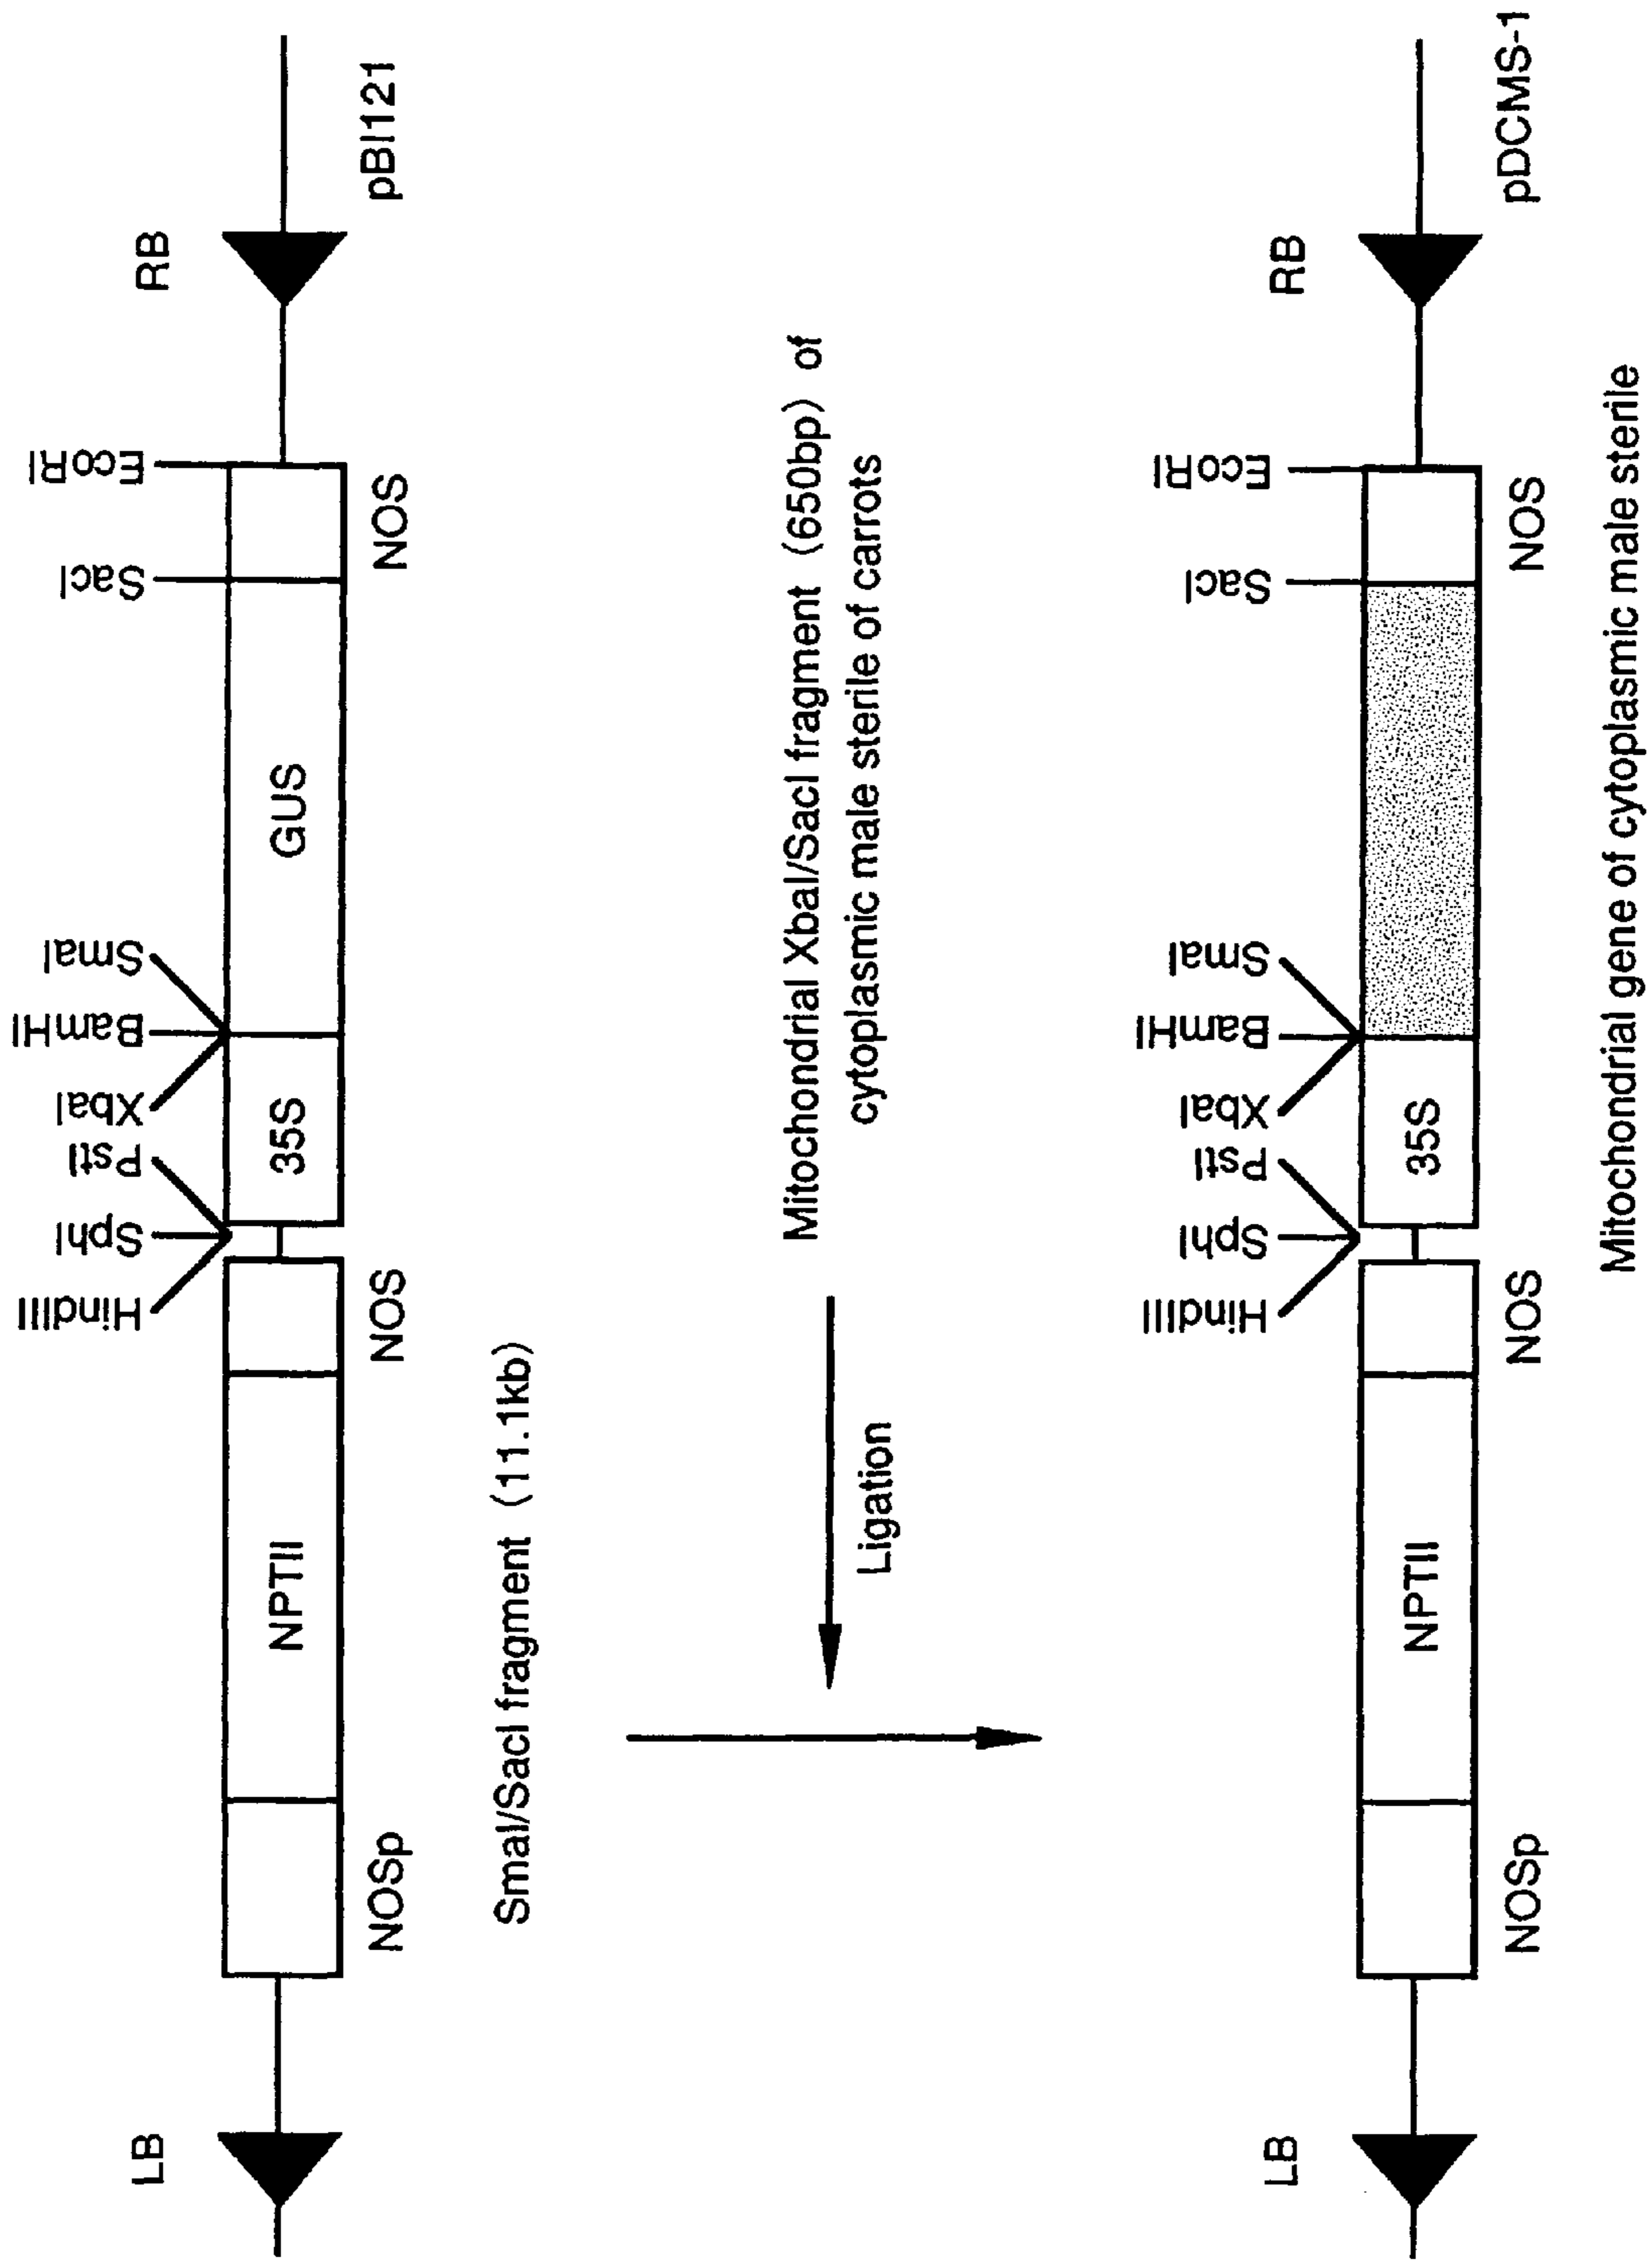 LB
RB
HindIII
SphI
PstI
XbaI
BamHI
SmaI
SacI
EcoRI
NPTII
35S
GUS
NOSp
NOS
NOS
pBI121
SmaI/SacI fragment (11.1kb)
Mitochondrial XbaI/SacI fragment (650bp) of
cytoplasmic male sterile of carrots
Ligation
LB
RB
HindIII
SphI
PstI
XbaI
BamHI
SmaI
SacI
EcoRI
NPTII
35S
NOSp
NOS
NOS
pDCMS-1
Mitochondrial gene of cytoplasmic male sterile